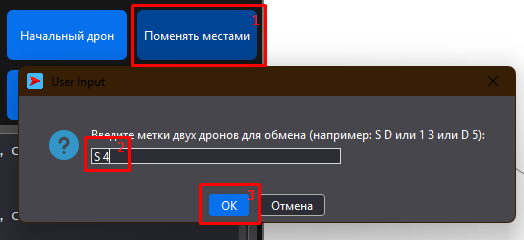 Начальный дрон
Поменять местами
1
User Input
Введите метки двух дронов для обмена (например: S D или 1 3 или D 5):
S 4
2
3
OK
Отмена
, С
, С